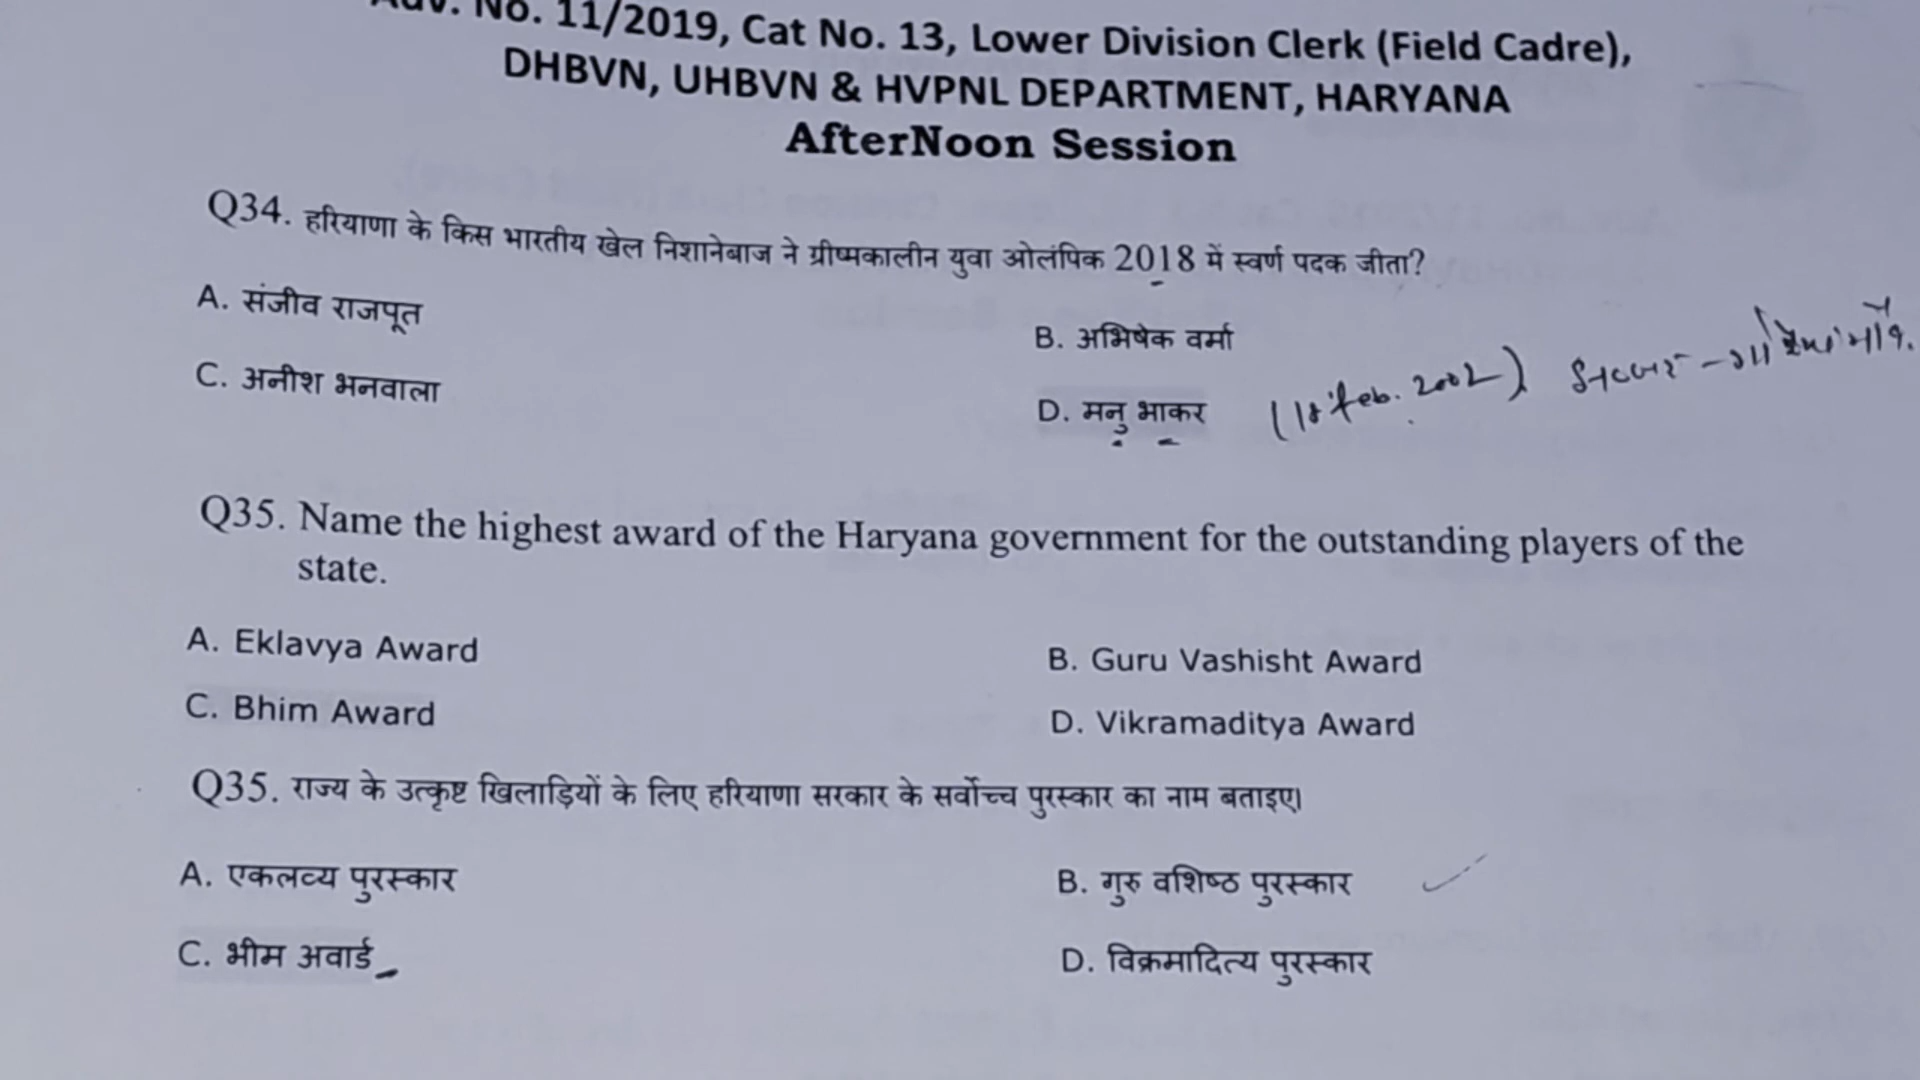 Adv. No. 11/2019, Cat No. 13, Lower Division Clerk (Field Cadre),
DHBVN, UHBVN & HVPNL DEPARTMENT, HARYANA
AfterNoon Session
Q34. हरियाणा के किस भारतीय खेल निशानेबाज ने ग्रीष्मकालीन युवा ओलंपिक 2018 में स्वर्ण पदक जीता?
A. संजीव राजपूत
B. अभिषेक वर्मा
C. अनीश भनवाला
D. मनु भाकर (18 feb. 2002)
Q35. Name the highest award of the Haryana government for the outstanding players of the
state.
A. Eklavya Award
B. Guru Vashisht Award
C. Bhim Award
D. Vikramaditya Award
Q35. राज्य के उत्कृष्ट खिलाड़ियों के लिए हरियाणा सरकार के सर्वोच्च पुरस्कार का नाम बताइए।
A. एकलव्य पुरस्कार
B. गुरु वशिष्ठ पुरस्कार
C. भीम अवार्ड
D. विक्रमादित्य पुरस्कार